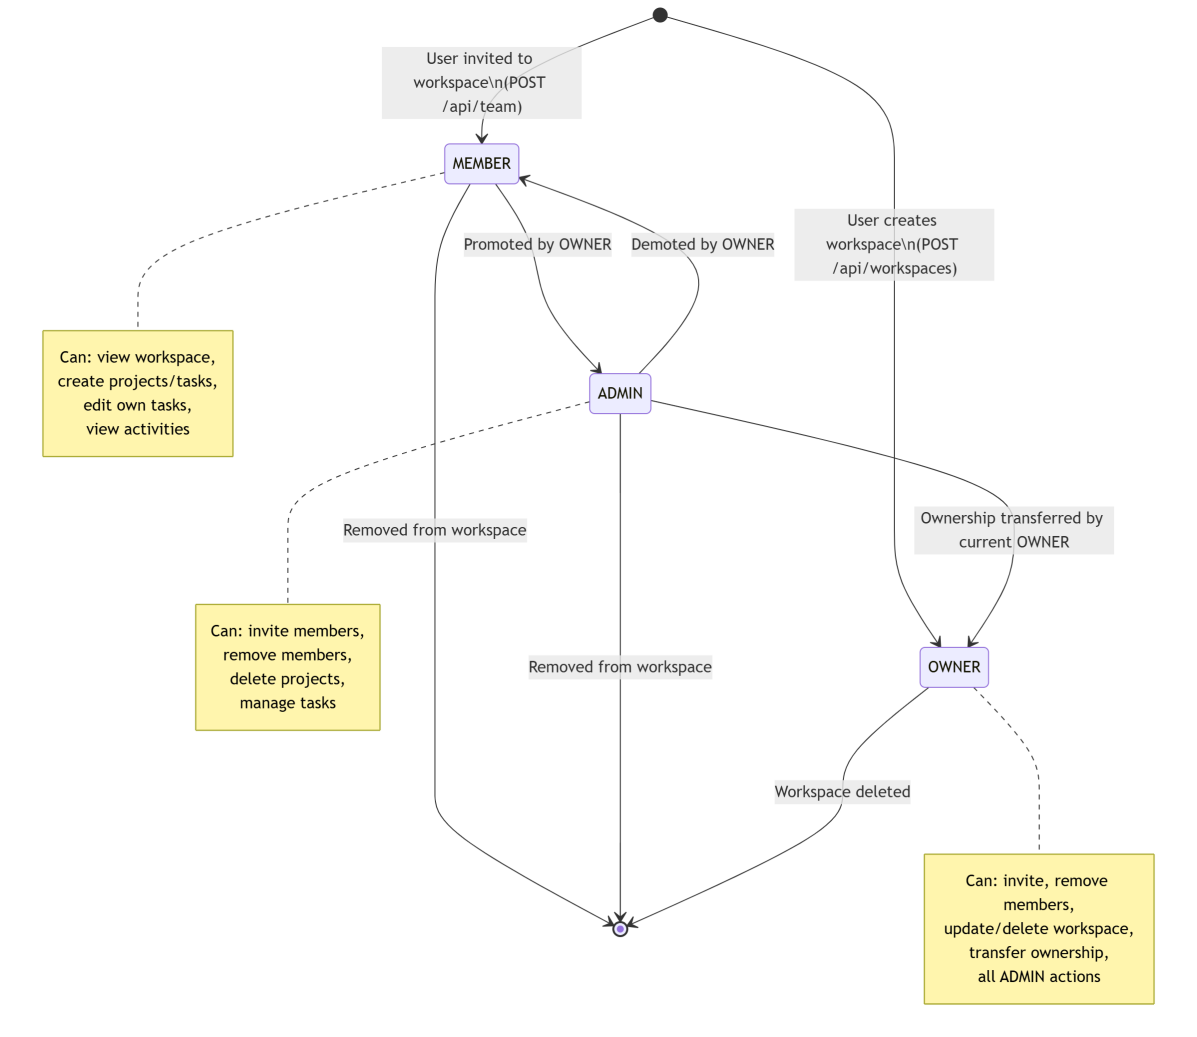 User invited to
workspace\n(POST
/api/team)
MEMBER
User creates
workspace\n(POST
/api/workspaces)
Promoted by OWNER
Demoted by OWNER
Can: view workspace,
create projects/tasks,
edit own tasks,
view activities
ADMIN
Removed from workspace
Ownership transferred by
current OWNER
Can: invite members,
remove members,
delete projects,
manage tasks
Removed from workspace
OWNER
Workspace deleted
Can: invite, remove
members,
update/delete workspace,
transfer ownership,
all ADMIN actions